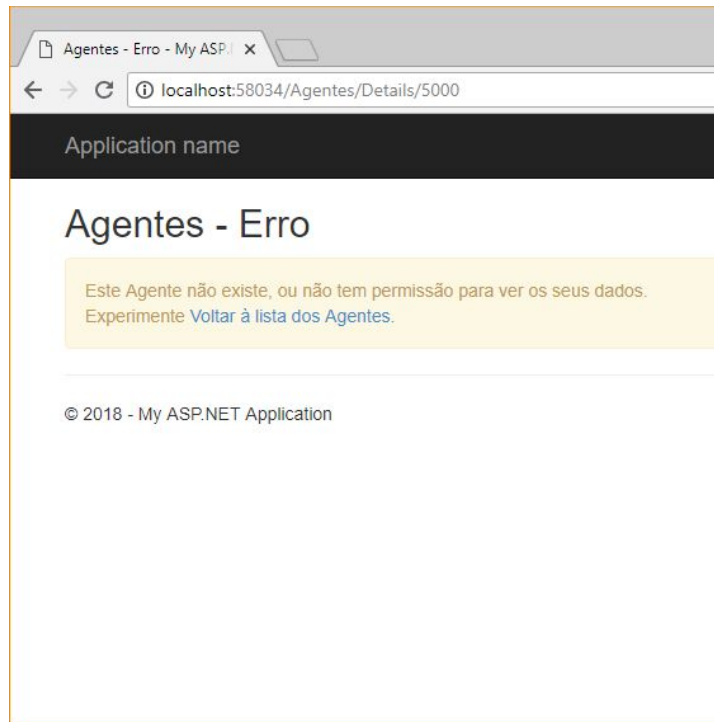 Agentes - Erro - My ASP.
localhost:58034/Agentes/Details/5000
Application name
Agentes - Erro
Este Agente não existe, ou não tem permissão para ver os seus dados.
Experimente Voltar à lista dos Agentes.
© 2018 - My ASP.NET Application